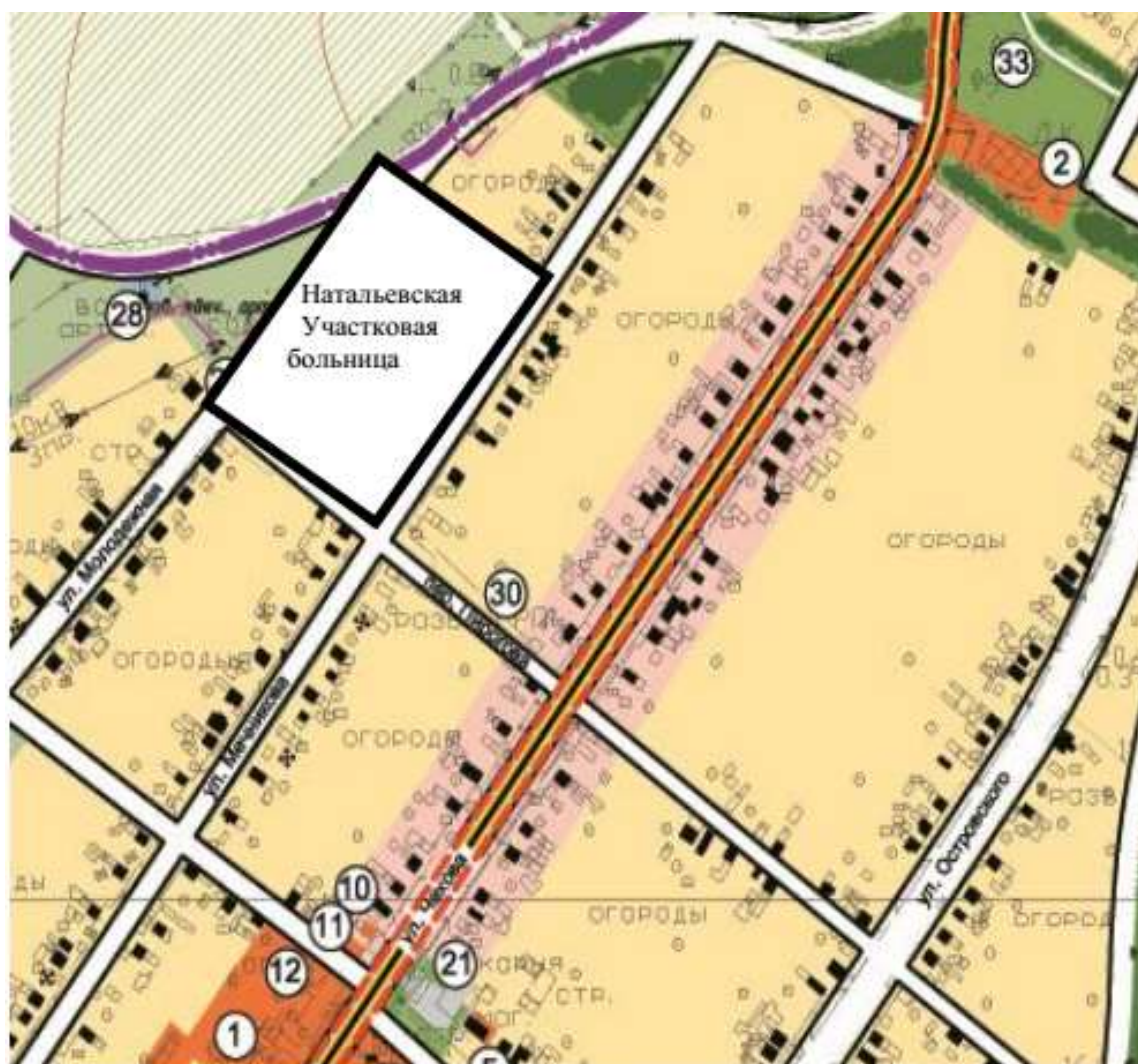 33
2
ОГОРОДЫ
Натальевская
Участковая
больница
28
ОГОРОДЫ
СТР.
ул. Молодежная
ОГОРОДЫ
30
ОГОРОДЫ
ул. Мечникова
ОГОРОДЫ
ул. Островского
10
ул. Чехова
11
ОГОРОДЫ
ОГОРОД
12
21
СТР.
1